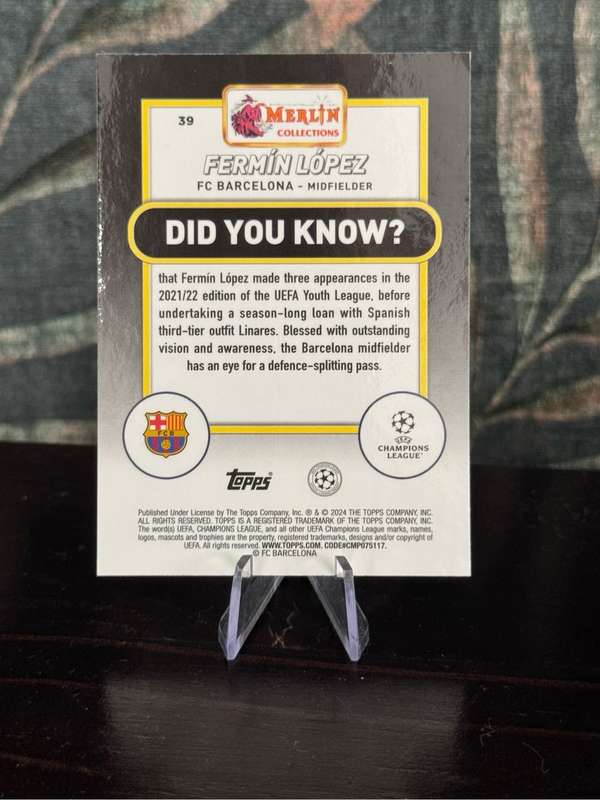 39
MERLIN
COLLECTIONS
FERMÍN LÓPEZ
FC BARCELONA - MIDFIELDER
DID YOU KNOW?
that Fermín López made three appearances in the
2021/22 edition of the UEFA Youth League, before
undertaking a season-long loan with Spanish
third-tier outfit Linares. Blessed with outstanding
vision and awareness, the Barcelona midfielder
has an eye for a defence-splitting pass.
FCB
UEFA
CHAMPIONS
LEAGUE
topps
Published Under License by The Topps Company, Inc. ® & © 2024 THE TOPPS COMPANY, INC.
ALL RIGHTS RESERVED. TOPPS IS A REGISTERED TRADEMARK OF THE TOPPS COMPANY, INC.
The word(s) UEFA, CHAMPIONS LEAGUE, and all other UEFA Champions League marks, names,
logos, mascots and trophies are the property, registered trademarks, designs and/or copyright of
UEFA. All rights reserved. WWW.TOPPS.COM. CODE#CMP075117.
© FC BARCELONA